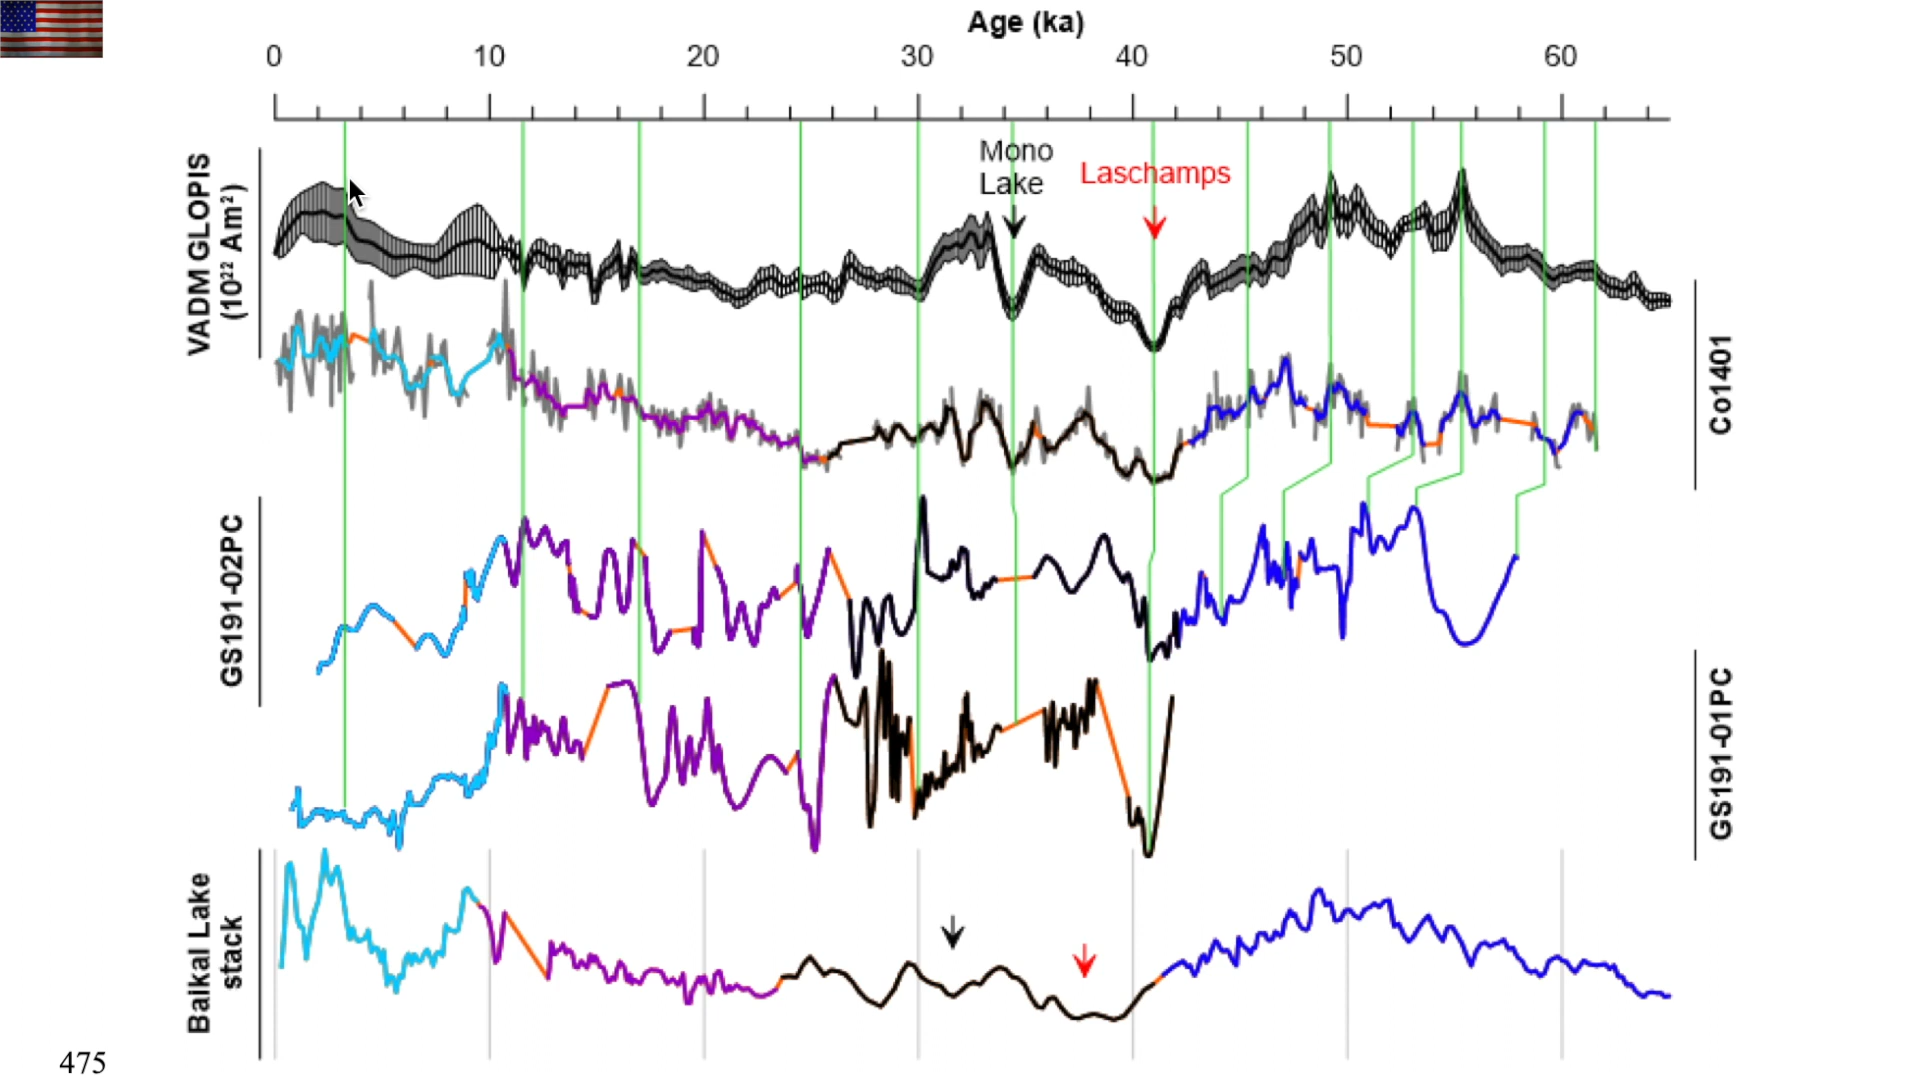 Age (ka)
0 10 20 30 40 50 60
Mono
Lake
Laschamps
VADM GLOPIS
(10²² Am²)
Co1401
GS191-02PC
GS191-01PC
Baikal Lake
stack
475